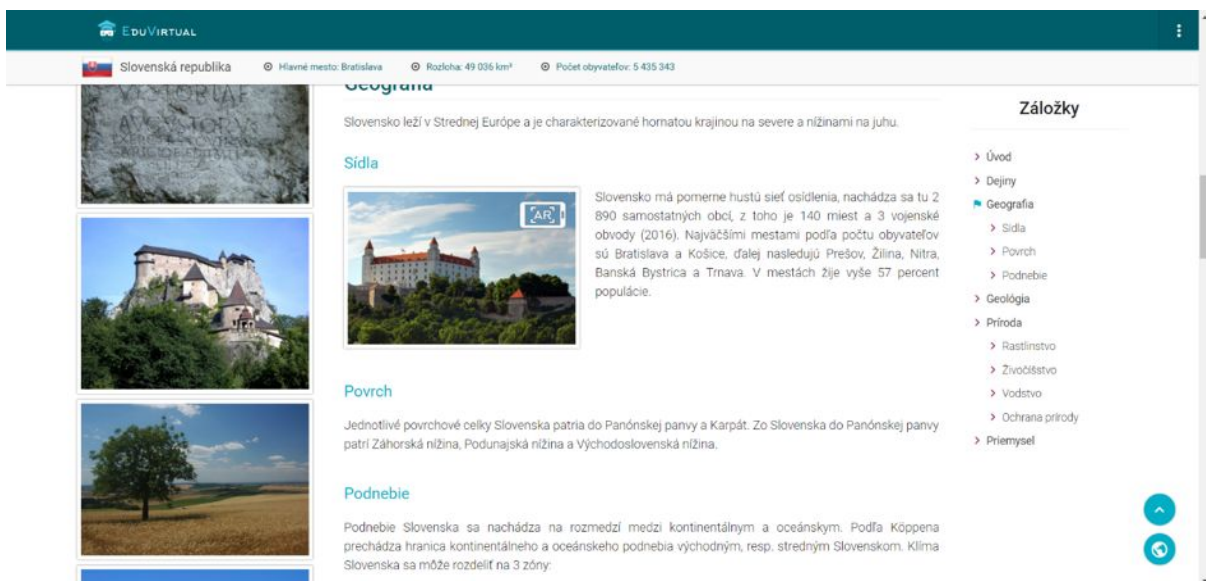 EDUVIRTUAL
Slovenská republika
Hlavné mesto: Bratislava
Rozloha: 49 036 km²
Počet obyvateľov: 5 435 343
VICTORIAE
AVGVSTORV
Geografia
Slovensko leží v Strednej Európe a je charakterizované hornatou krajinou na severe a nížinami na juhu.
Sídla
AR
Slovensko má pomerne hustú sieť osídlenia, nachádza sa tu 2
890 samostatných obcí, z toho je 140 miest a 3 vojenské
obvody (2016). Najväčšími mestami podľa počtu obyvateľov
sú Bratislava a Košice, ďalej nasledujú Prešov, Žilina, Nitra,
Banská Bystrica a Trnava. V mestách žije vyše 57 percent
populácie.
Povrch
Jednotlivé povrchové celky Slovenska patria do Panónskej panvy a Karpát. Zo Slovenska do Panónskej panvy
patrí Záhorská nížina, Podunajská nížina a Východoslovenská nížina.
Podnebie
Podnebie Slovenska sa nachádza na rozmedzí medzi kontinentálnym a oceánskym. Podľa Köppena
prechádza hranica kontinentálneho a oceánskeho podnebia východným, resp. stredným Slovenskom. Klíma
Slovenska sa môže rozdeliť na 3 zóny:
Záložky
Úvod
Dejiny
Geografia
Sídla
Povrch
Podnebie
Geológia
Príroda
Rastlinstvo
Živočíšstvo
Vodstvo
Ochrana prírody
Priemysel